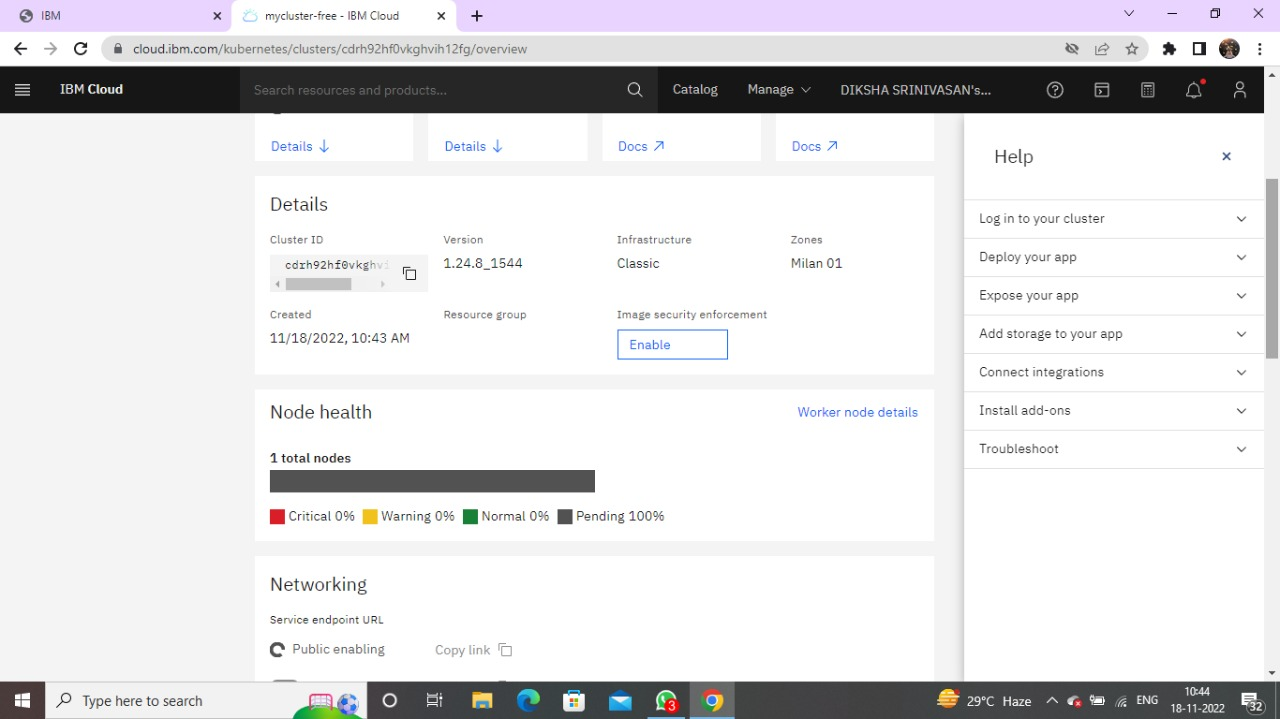 IBM
mycluster-free - IBM Cloud
cloud.ibm.com/kubernetes/clusters/cdrh92hf0vkghvih12fg/overview
IBM Cloud
Search resources and products...
Catalog
Manage
DIKSHA SRINIVASAN's...
Details
Details
Docs
Docs
Help
Log in to your cluster
Deploy your app
Expose your app
Add storage to your app
Connect integrations
Install add-ons
Troubleshoot
Details
Cluster ID
Version
Infrastructure
Zones
cdrh92hf0vkghvi
1.24.8_1544
Classic
Milan 01
Created
Resource group
Image security enforcement
11/18/2022, 10:43 AM
Enable
Node health
Worker node details
1 total nodes
Critical 0% Warning 0% Normal 0% Pending 100%
Networking
Service endpoint URL
Public enabling
Copy link
Type here to search
3
29°C Haze
ENG
10:44
18-11-2022
32